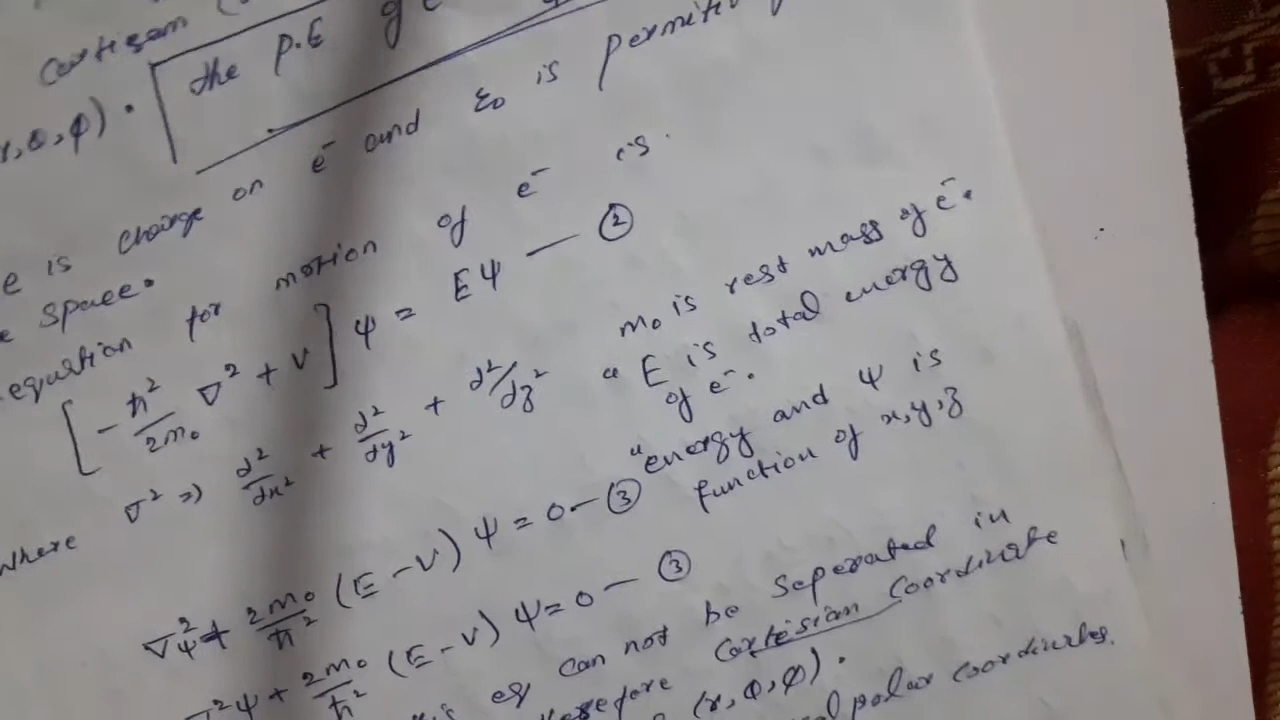 cortisam
(r,θ,φ). the P.E
e is charge on e⁻ and ε₀ is
space.
equation for motion of e⁻ is.
[-ħ²/2m₀ ∇² + V] ψ = Eψ — ②
m₀ is rest mass of e⁻.
where ∇² ⇒ d²/dx² + d²/dy² + d²/dz² " E is total energy
of e⁻.
"energy and ψ is
function of x,y,z
∇²ψ + 2m₀/ħ² (E-V) ψ = 0 — ③
∇²ψ + 2m₀/ħ² (E-V) ψ = 0 — ③
eq can not be seperated in
cartesian coordinate
(r,θ,φ).
polar coordinates.